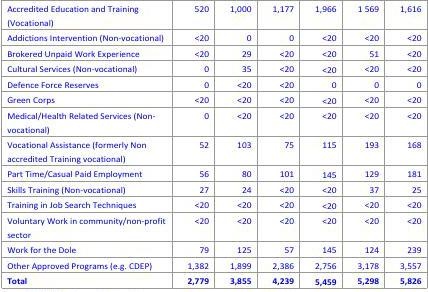 Accredited Education and Training 520 1,000 1,177 1,966 1 569 1,616
(Vocational)
Addictions Intervention (Non-vocational) <20 0 0 <20 <20 <20
Brokered Unpaid Work Experience <20 29 <20 <20 51 <20
Cultural Services (Non-vocational) 0 35 <20 <20 <20 <20
Defence Force Reserves 0 <20 <20 0 0 0
Green Corps <20 <20 <20 <20 <20 <20
Medical/Health Related Services (Non- 0 <20 <20 <20 <20 <20
vocational)
Vocational Assistance (formerly Non 52 103 75 115 193 168
accredited Training vocational)
Part Time/Casual Paid Employment 56 80 101 145 129 181
Skills Training (Non-vocational) 27 24 <20 <20 37 25
Training in Job Search Techniques <20 <20 <20 <20 <20 <20
Voluntary Work in community/non-profit <20 <20 <20 <20 <20 <20
sector
Work for the Dole 79 125 57 145 124 239
Other Approved Programs (e.g. CDEP) 1,382 1,899 2,386 2,756 3,178 3,557
Total 2,779 3,855 4,239 5,459 5,298 5,826